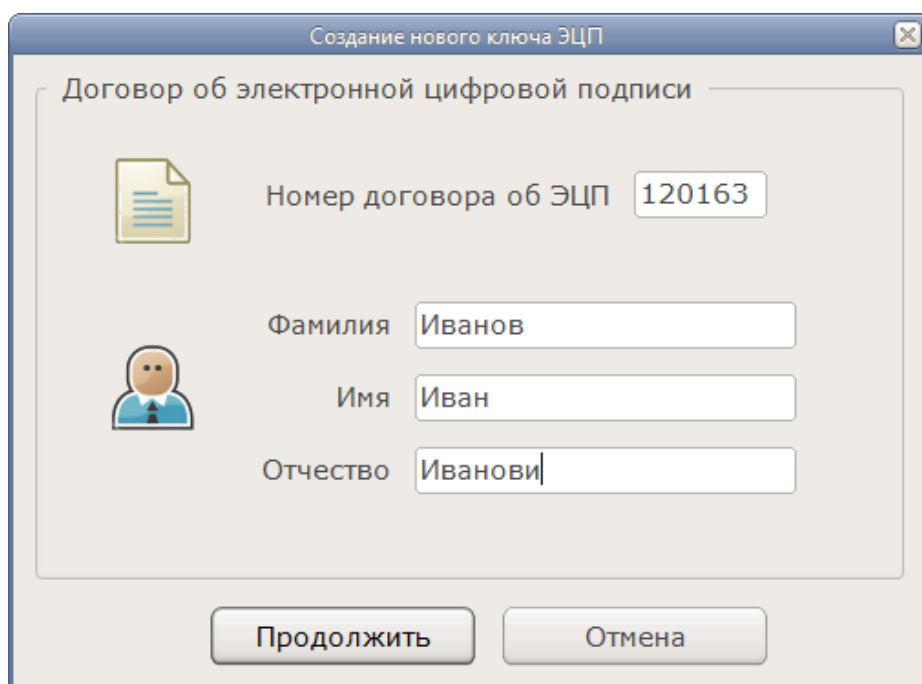 Создание нового ключа ЭЦП
Договор об электронной цифровой подписи
Номер договора об ЭЦП 120163
Фамилия Иванов
Имя Иван
Отчество Иванови
Продолжить Отмена